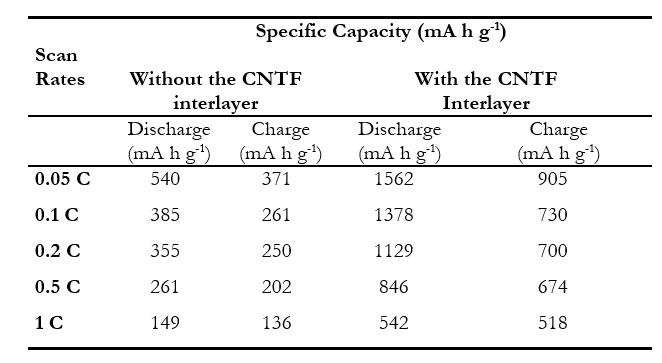 Specific Capacity (mA h g⁻¹)
Scan
Rates Without the CNTF With the CNTF
interlayer Interlayer
Discharge Charge Discharge Charge
(mA h g⁻¹) (mA h g⁻¹) (mA h g⁻¹) (mA h g⁻¹)
0.05 C 540 371 1562 905
0.1 C 385 261 1378 730
0.2 C 355 250 1129 700
0.5 C 261 202 846 674
1 C 149 136 542 518